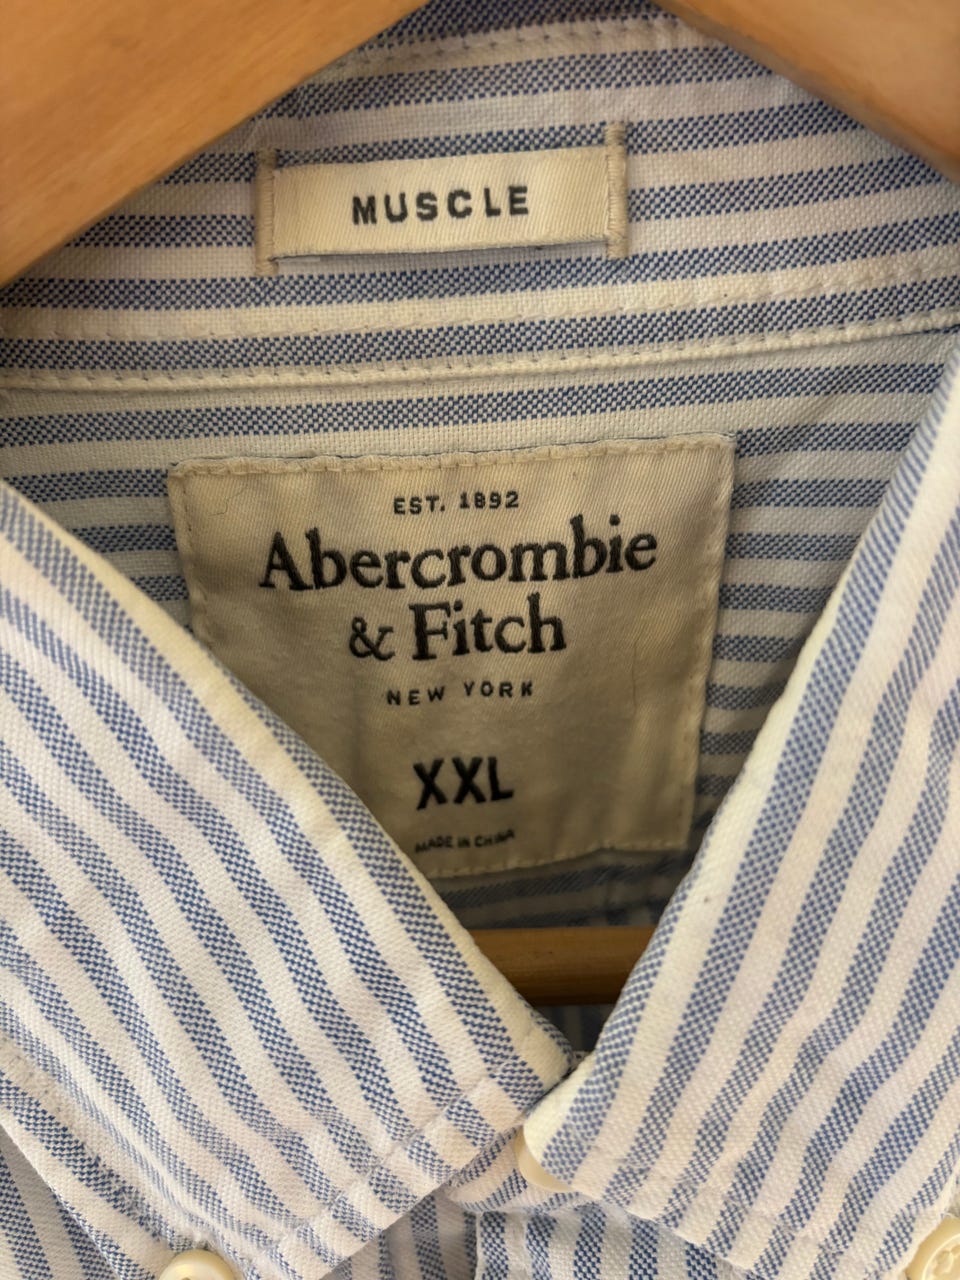 MUSCLE
EST. 1892
Abercrombie
& Fitch
NEW YORK
XXL
MADE IN CHINA